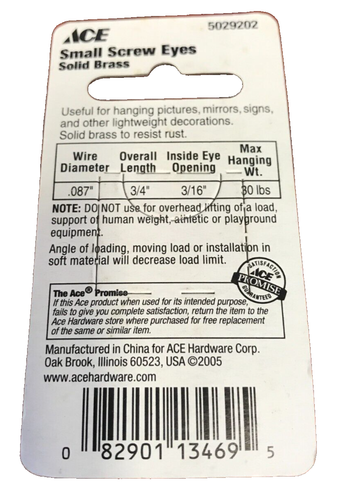 ACE 5029202
Small Screw Eyes
Solid Brass
Useful for hanging pictures, mirrors, signs,
and other lightweight decorations.
Solid brass to resist rust.
Wire Diameter Overall Length Inside Eye Opening Max Hanging Wt.
.087" 3/4" 3/16" 30 lbs
NOTE: DO NOT use for overhead lifting of a load,
support of human weight, athletic or playground
equipment.
Angle of loading, moving load or installation in
soft material will decrease load limit.
SATISFACTION
ACE
PROMISE
GUARANTEED
The Ace® Promise
If this Ace product when used for its intended purpose,
fails to give you complete satisfaction, return the item to the
Ace Hardware store where purchased for free replacement
of the same or similar item.
Manufactured in China for ACE Hardware Corp.
Oak Brook, Illinois 60523, USA ©2005
www.acehardware.com
0 82901 13469 5